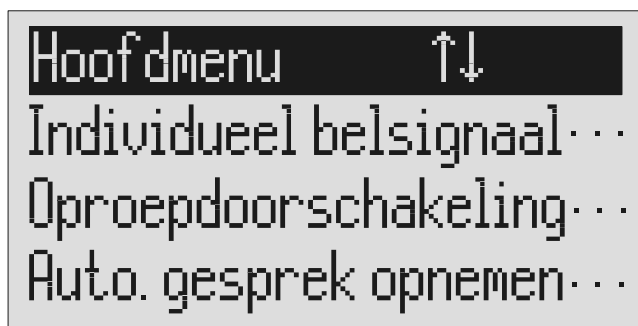 Hoofdmenu ↑↓
Individueel belsignaal···
Oproepdoorschakeling···
Auto. gesprek opnemen···